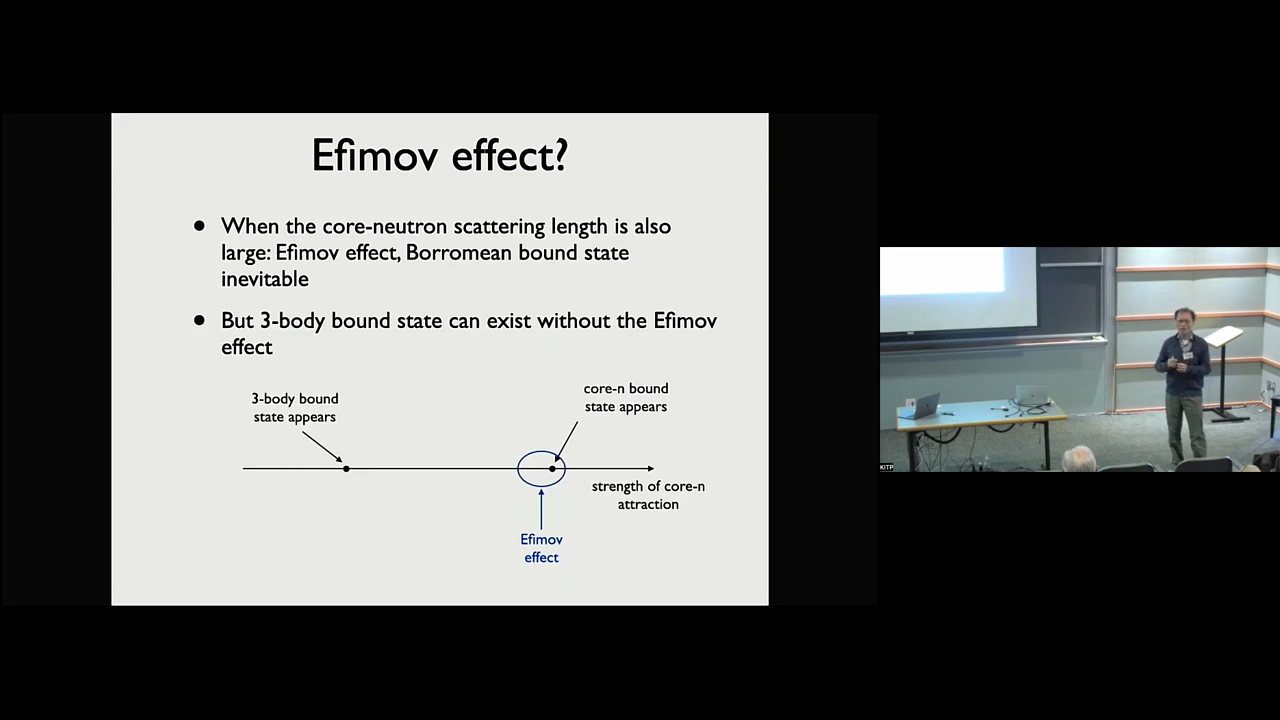 Efimov effect?
• When the core-neutron scattering length is also
large: Efimov effect, Borromean bound state
inevitable
• But 3-body bound state can exist without the Efimov
effect
3-body bound
state appears
core-n bound
state appears
strength of core-n
attraction
Efimov
effect
KITP